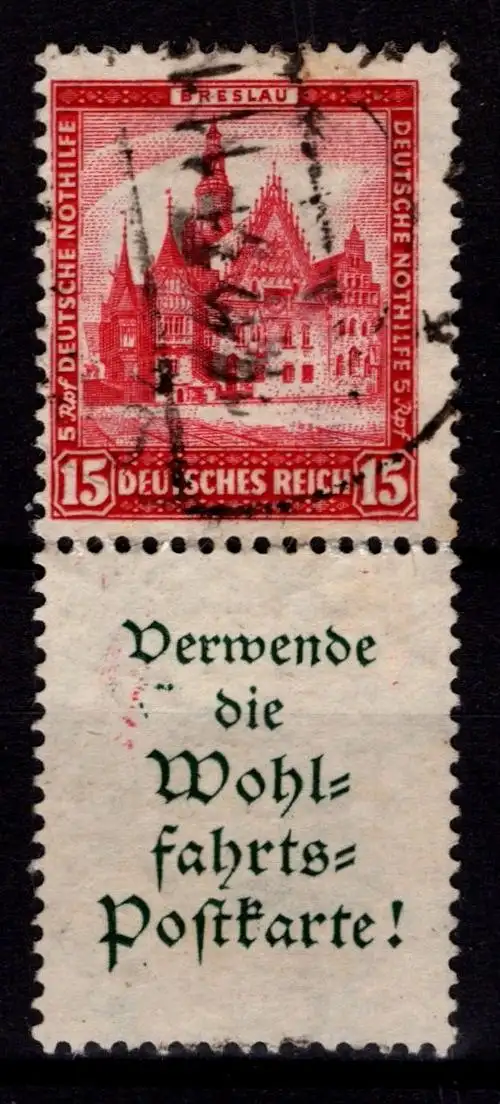 BRESLAU
5 Rpf DEUTSCHE NOTHILFE
DEUTSCHE NOTHILFE 5 Rpf
15 DEUTSCHES REICH 15
Verwende
die
Wohl=
fahrts=
Poſtkarte!